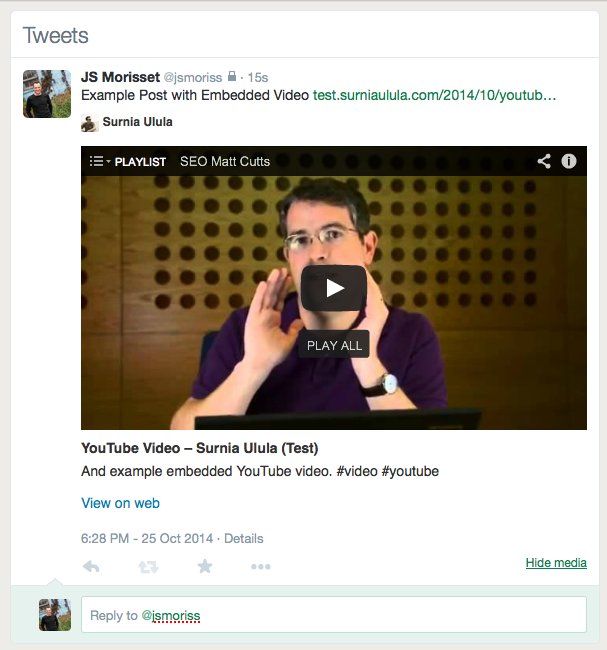 Tweets
JS Morisset @jsmoriss · 15s
Example Post with Embedded Video test.surniaulula.com/2014/10/youtub…
Surnia Ulula
PLAYLIST SEO Matt Cutts
PLAY ALL
YouTube Video – Surnia Ulula (Test)
And example embedded YouTube video. #video #youtube
View on web
6:28 PM - 25 Oct 2014 · Details
Hide media
Reply to @jsmoriss